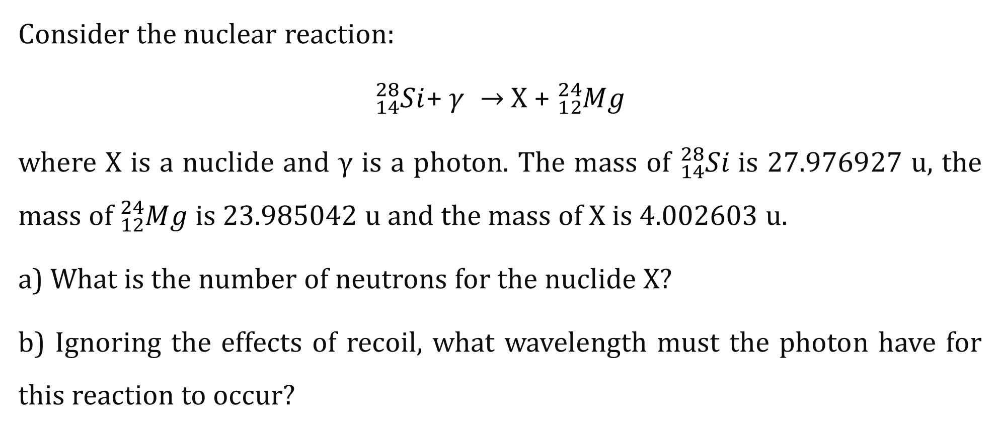 Consider the nuclear reaction:
$^{28}_{14}Si + \gamma \rightarrow X + ^{24}_{12}Mg$
where X is a nuclide and γ is a photon. The mass of $^{28}_{14}Si$ is 27.976927 u, the
mass of $^{24}_{12}Mg$ is 23.985042 u and the mass of X is 4.002603 u.
a) What is the number of neutrons for the nuclide X?
b) Ignoring the effects of recoil, what wavelength must the photon have for
this reaction to occur?